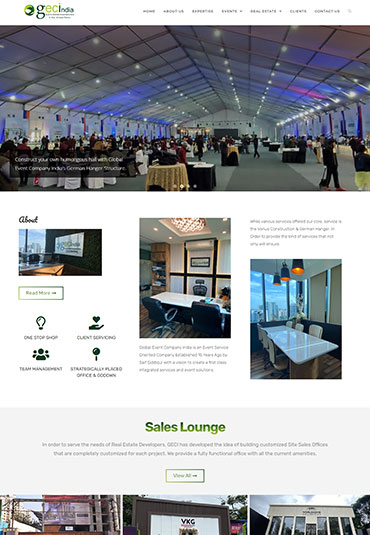 gecIndia
HOME ABOUT US EXPERTISE EVENTS REAL ESTATE CLIENTS CONTACT US
Construct your own humongous hall with Global
Event Company India's German Hanger Structure.
About
Read More →
ONE STOP SHOP
CLIENT SERVICING
TEAM MANAGEMENT
STRATEGICALLY PLACED
OFFICE & GODOWN
Global Event Company India is an Event Service
Oriented Company Established 15 Years Ago by
Saif Siddiqui with a vision to create a first class
integrated services and event solutions.
While various services offered our core service is
the Venue Construction & German Hanger. In
Order to provide the kind of services that not
only will ensure
Sales Lounge
In order to serve the needs of Real Estate Developers, GECI has developed the idea of building customized Site Sales Offices
that are completely customized for each project. We provide a fully functional office with all the current amenities.
View All →
VKG